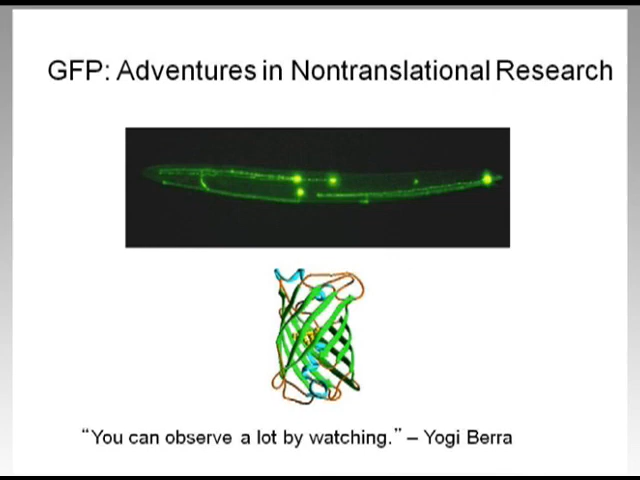 GFP: Adventures in Nontranslational Research
“You can observe a lot by watching.” – Yogi Berra